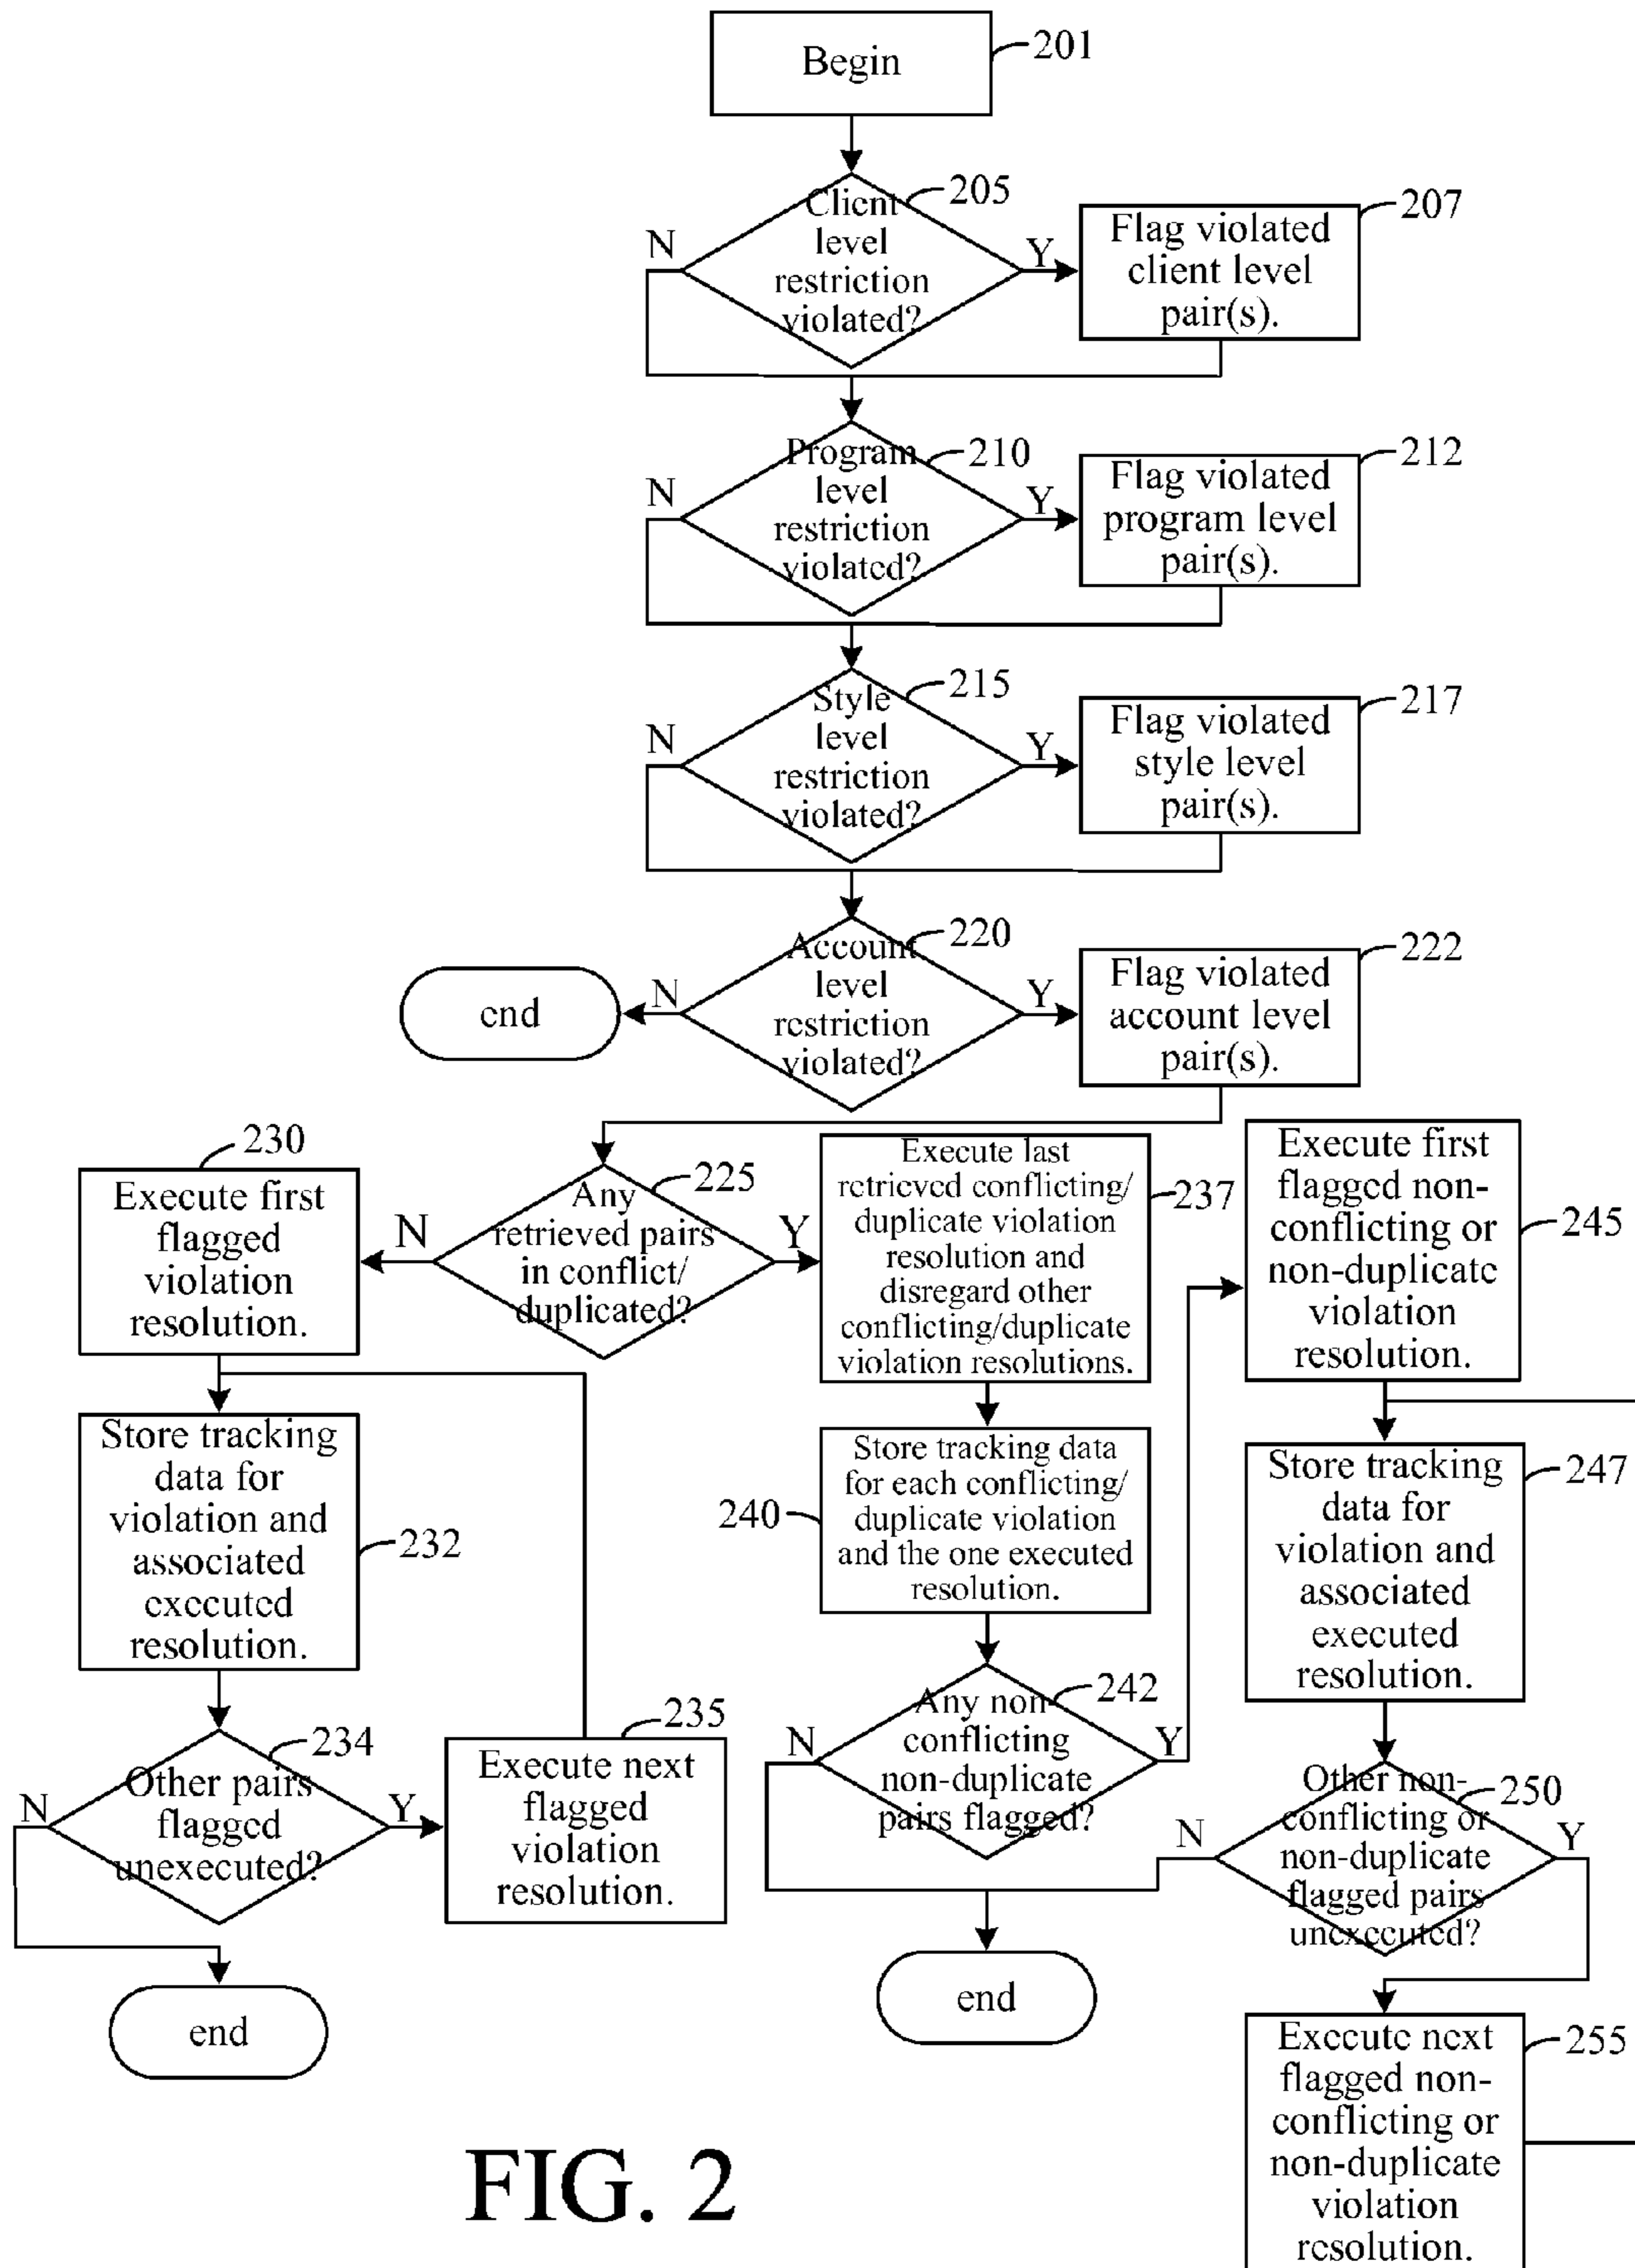 Begin
201
Client
level
restriction
violated?
205
N
Y
Flag violated
client level
pair(s).
207
Program
level
restriction
violated?
210
N
Y
Flag violated
program level
pair(s).
212
Style
level
restriction
violated?
215
N
Y
Flag violated
style level
pair(s).
217
Account
level
restriction
violated?
220
N
Y
end
Flag violated
account level
pair(s).
222
Any
retrieved pairs
in conflict/
duplicated?
225
N
Y
230
Execute first
flagged
violation
resolution.
Store tracking
data for
violation and
associated
executed
resolution.
232
Other pairs
flagged
unexecuted?
234
N
Y
235
Execute next
flagged
violation
resolution.
end
Execute last
retrieved conflicting/
duplicate violation
resolution and
disregard other
conflicting/duplicate
violation resolutions.
237
Store tracking data
for each conflicting/
duplicate violation
and the one executed
resolution.
240
Any non-
conflicting
non-duplicate
pairs flagged?
242
N
Y
end
Execute first
flagged non-
conflicting or
non-duplicate
violation
resolution.
245
Store tracking
data for
violation and
associated
executed
resolution.
247
Other non-
conflicting or
non-duplicate
flagged pairs
unexecuted?
250
N
Y
Execute next
flagged non-
conflicting or
non-duplicate
violation
resolution.
255
FIG. 2